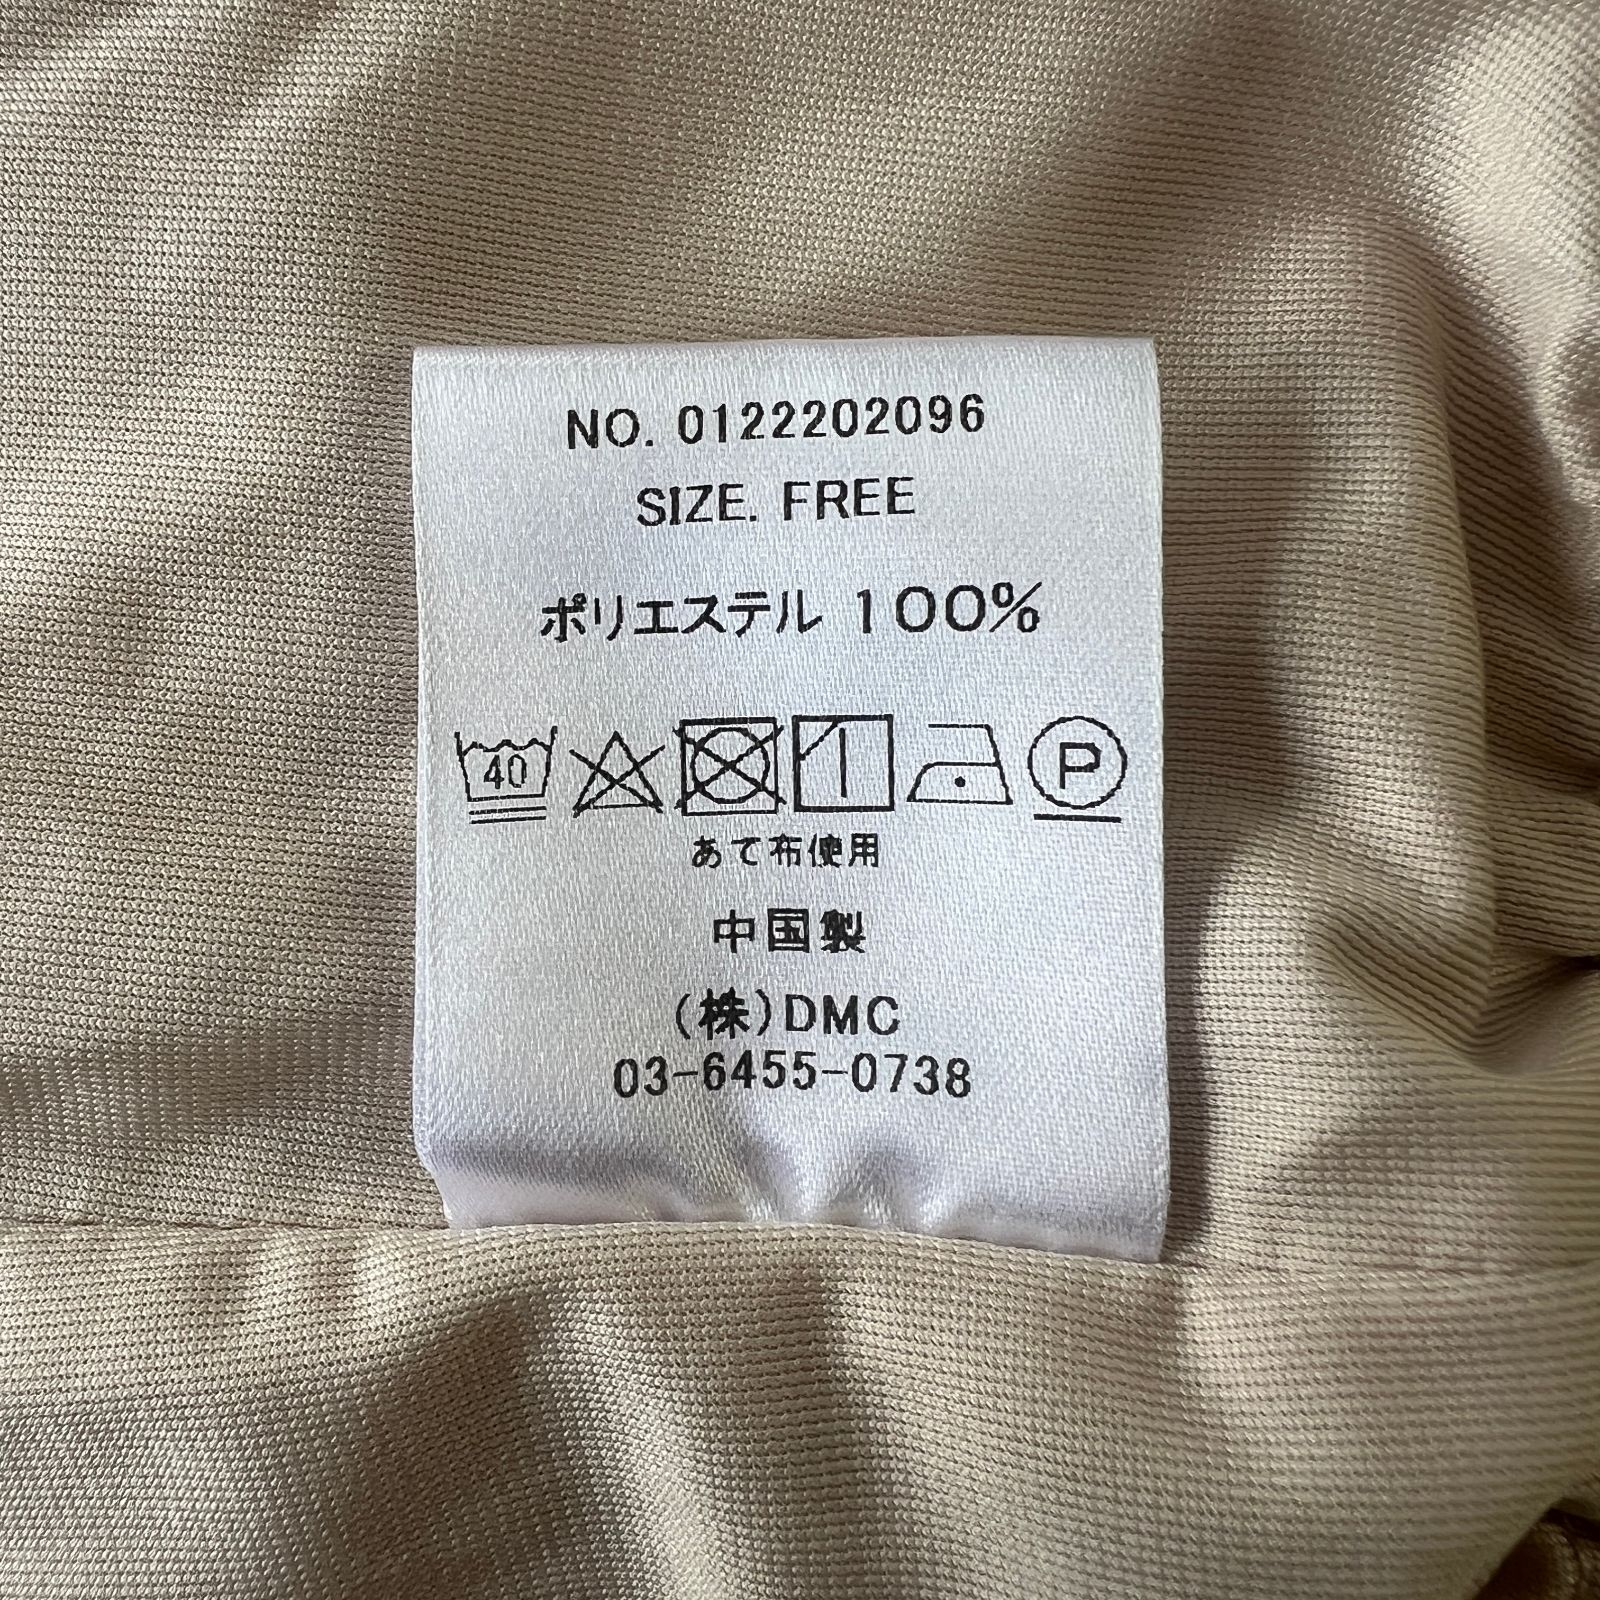 NO. 0122202096
SIZE. FREE
ポリエステル 100%
40 P
あて布使用
中国製
(株)DMC
03-6455-0738